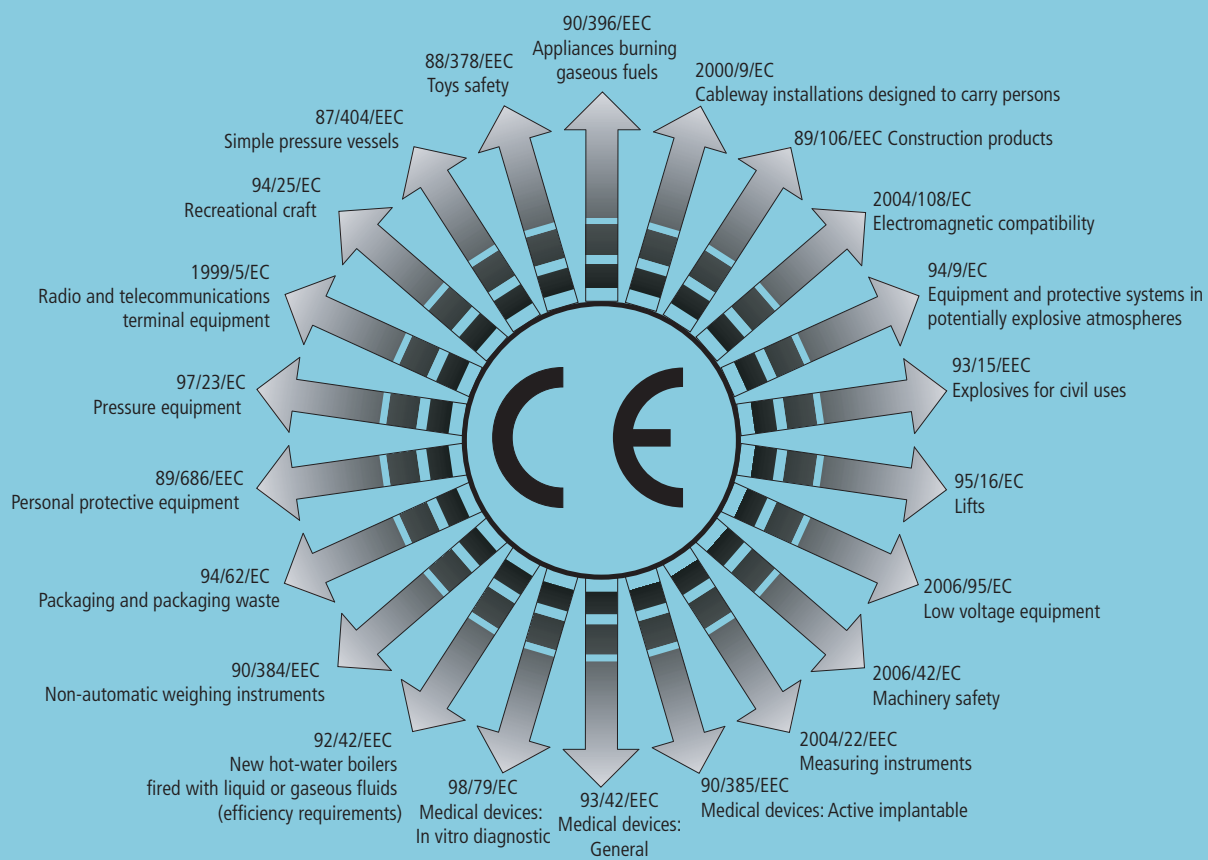 90/396/EEC
Appliances burning
gaseous fuels
2000/9/EC
Cableway installations designed to carry persons
89/106/EEC Construction products
2004/108/EC
Electromagnetic compatibility
94/9/EC
Equipment and protective systems in
potentially explosive atmospheres
93/15/EEC
Explosives for civil uses
95/16/EC
Lifts
2006/95/EC
Low voltage equipment
2006/42/EC
Machinery safety
2004/22/EEC
Measuring instruments
90/385/EEC
Medical devices: Active implantable
93/42/EEC
Medical devices:
General
98/79/EC
Medical devices:
In vitro diagnostic
92/42/EEC
New hot-water boilers
fired with liquid or gaseous fluids
(efficiency requirements)
90/384/EEC
Non-automatic weighing instruments
94/62/EC
Packaging and packaging waste
89/686/EEC
Personal protective equipment
97/23/EC
Pressure equipment
1999/5/EC
Radio and telecommunications
terminal equipment
94/25/EC
Recreational craft
87/404/EEC
Simple pressure vessels
88/378/EEC
Toys safety
CE